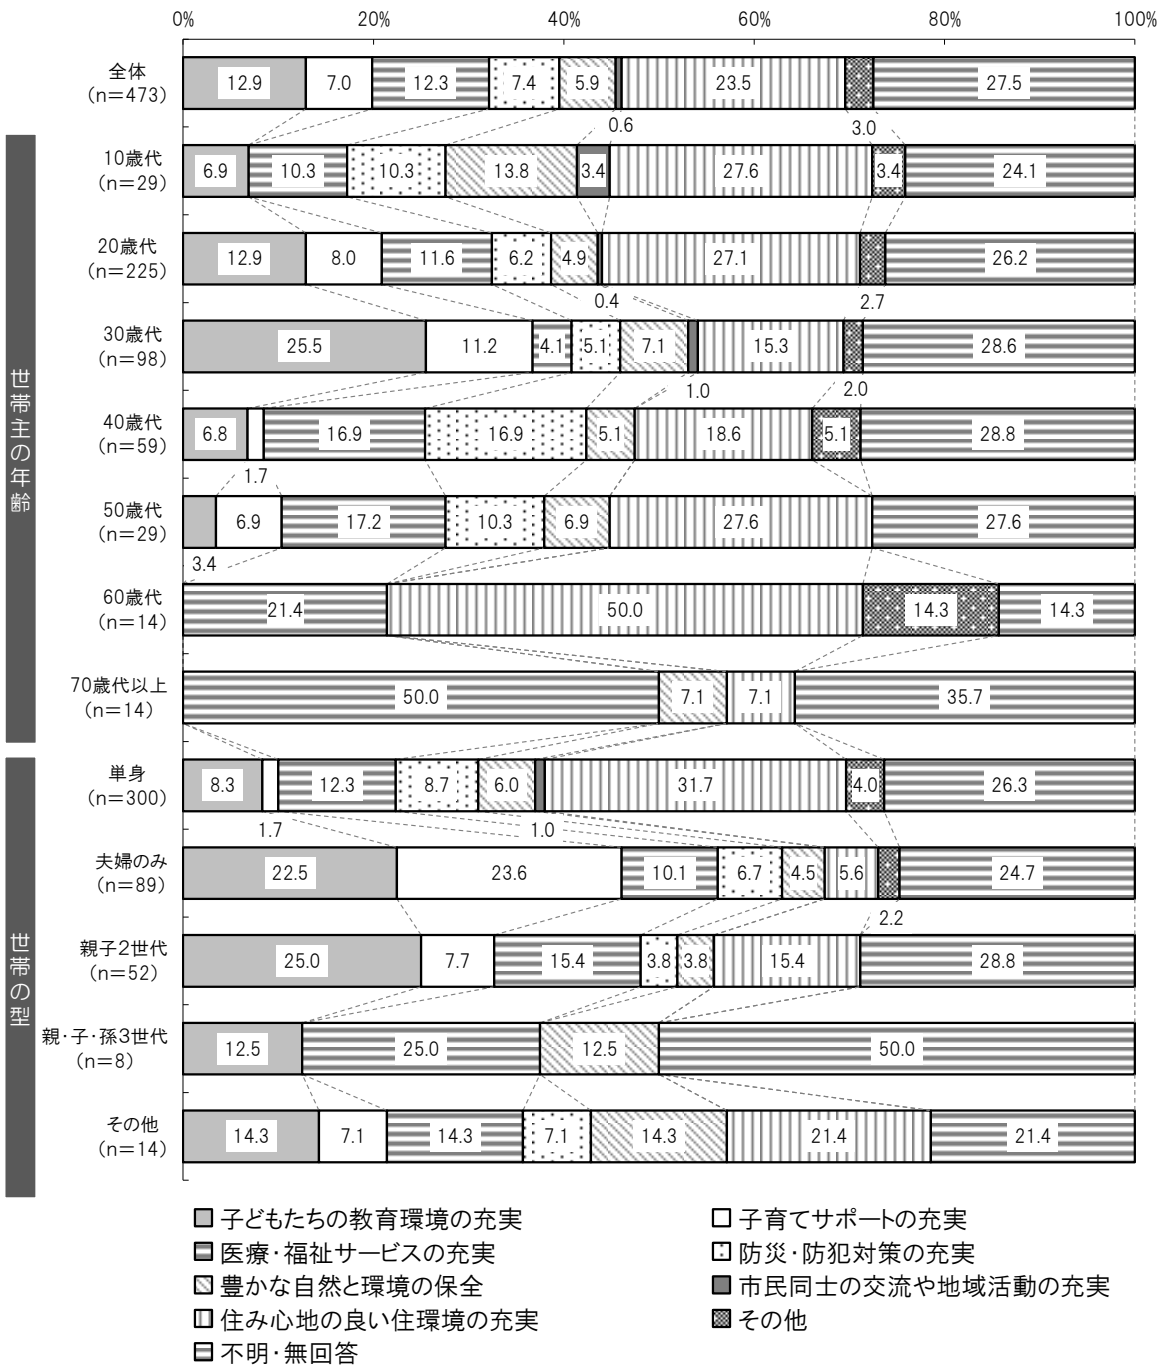 0% 20% 40% 60% 80% 100%
全体
（n＝473）
12.9 7.0 12.3 7.4 5.9 23.5 27.5
0.6 3.0
世帯主の年齢
10歳代
（n＝29）
6.9 10.3 10.3 13.8 3.4 27.6 3.4 24.1
20歳代
（n＝225）
12.9 8.0 11.6 6.2 4.9 27.1 26.2
0.4 2.7
30歳代
（n＝98）
25.5 11.2 4.1 5.1 7.1 15.3 28.6
1.0 2.0
40歳代
（n＝59）
6.8 16.9 16.9 5.1 18.6 5.1 28.8
1.7
50歳代
（n＝29）
6.9 17.2 10.3 6.9 27.6 27.6
3.4
60歳代
（n＝14）
21.4 50.0 14.3 14.3
70歳代以上
（n＝14）
50.0 7.1 7.1 35.7
世帯の型
単身
（n＝300）
8.3 12.3 8.7 6.0 31.7 4.0 26.3
1.7 1.0
夫婦のみ
（n＝89）
22.5 23.6 10.1 6.7 4.5 5.6 24.7
2.2
親子2世代
（n＝52）
25.0 7.7 15.4 3.8 3.8 15.4 28.8
親・子・孫3世代
（n＝8）
12.5 25.0 12.5 50.0
その他
（n＝14）
14.3 7.1 14.3 7.1 14.3 21.4 21.4
子どもたちの教育環境の充実 子育てサポートの充実
医療・福祉サービスの充実 防災・防犯対策の充実
豊かな自然と環境の保全 市民同士の交流や地域活動の充実
住み心地の良い住環境の充実 その他
不明・無回答